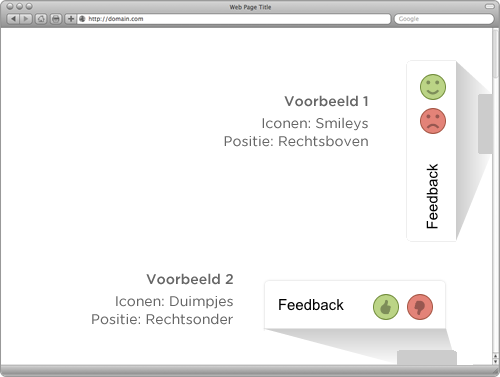 Web Page Title
http://domain.com
Google
Voorbeeld 1
Iconen: Smileys
Positie: Rechtsboven
Feedback
Voorbeeld 2
Iconen: Duimpjes
Positie: Rechtsonder
Feedback